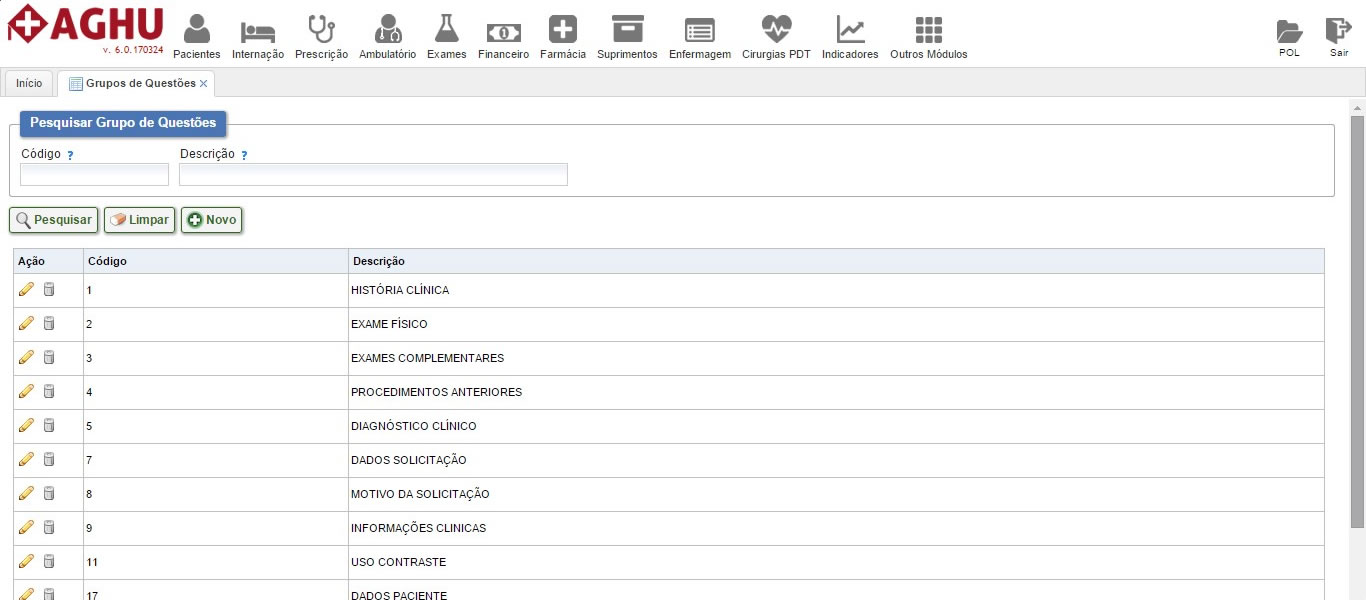 AGHU
v. 6.0.170324
Pacientes Internação Prescrição Ambulatório Exames Financeiro Farmácia Suprimentos Enfermagem Cirurgias PDT Indicadores Outros Módulos POL Sair
Início Grupos de Questões ×
Pesquisar Grupo de Questões
Código ? Descrição ?
Pesquisar Limpar Novo
Ação Código Descrição
1 HISTÓRIA CLÍNICA
2 EXAME FÍSICO
3 EXAMES COMPLEMENTARES
4 PROCEDIMENTOS ANTERIORES
5 DIAGNÓSTICO CLÍNICO
7 DADOS SOLICITAÇÃO
8 MOTIVO DA SOLICITAÇÃO
9 INFORMAÇÕES CLINICAS
11 USO CONTRASTE
17 DADOS PACIENTE